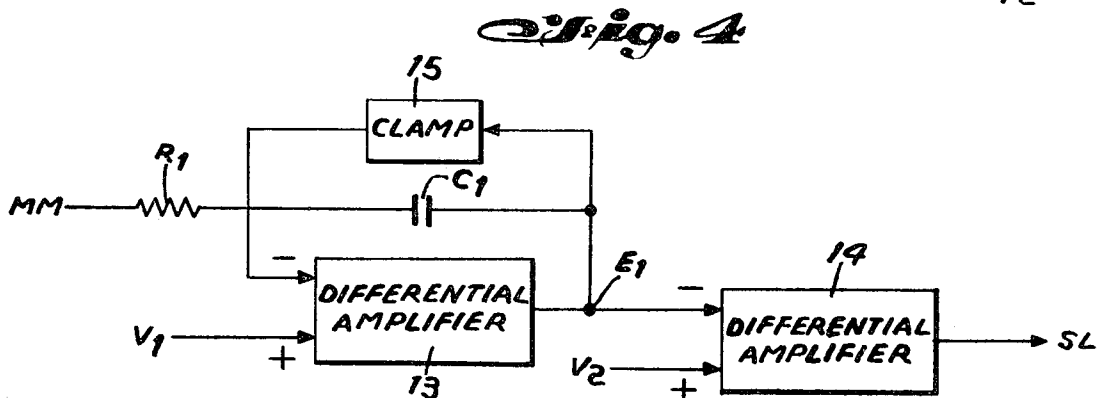 Fig. 4
15
CLAMP
R1
C1
MM
E1
14
−
DIFFERENTIAL
AMPLIFIER
V1
+
13
−
DIFFERENTIAL
AMPLIFIER
SL
V2
+